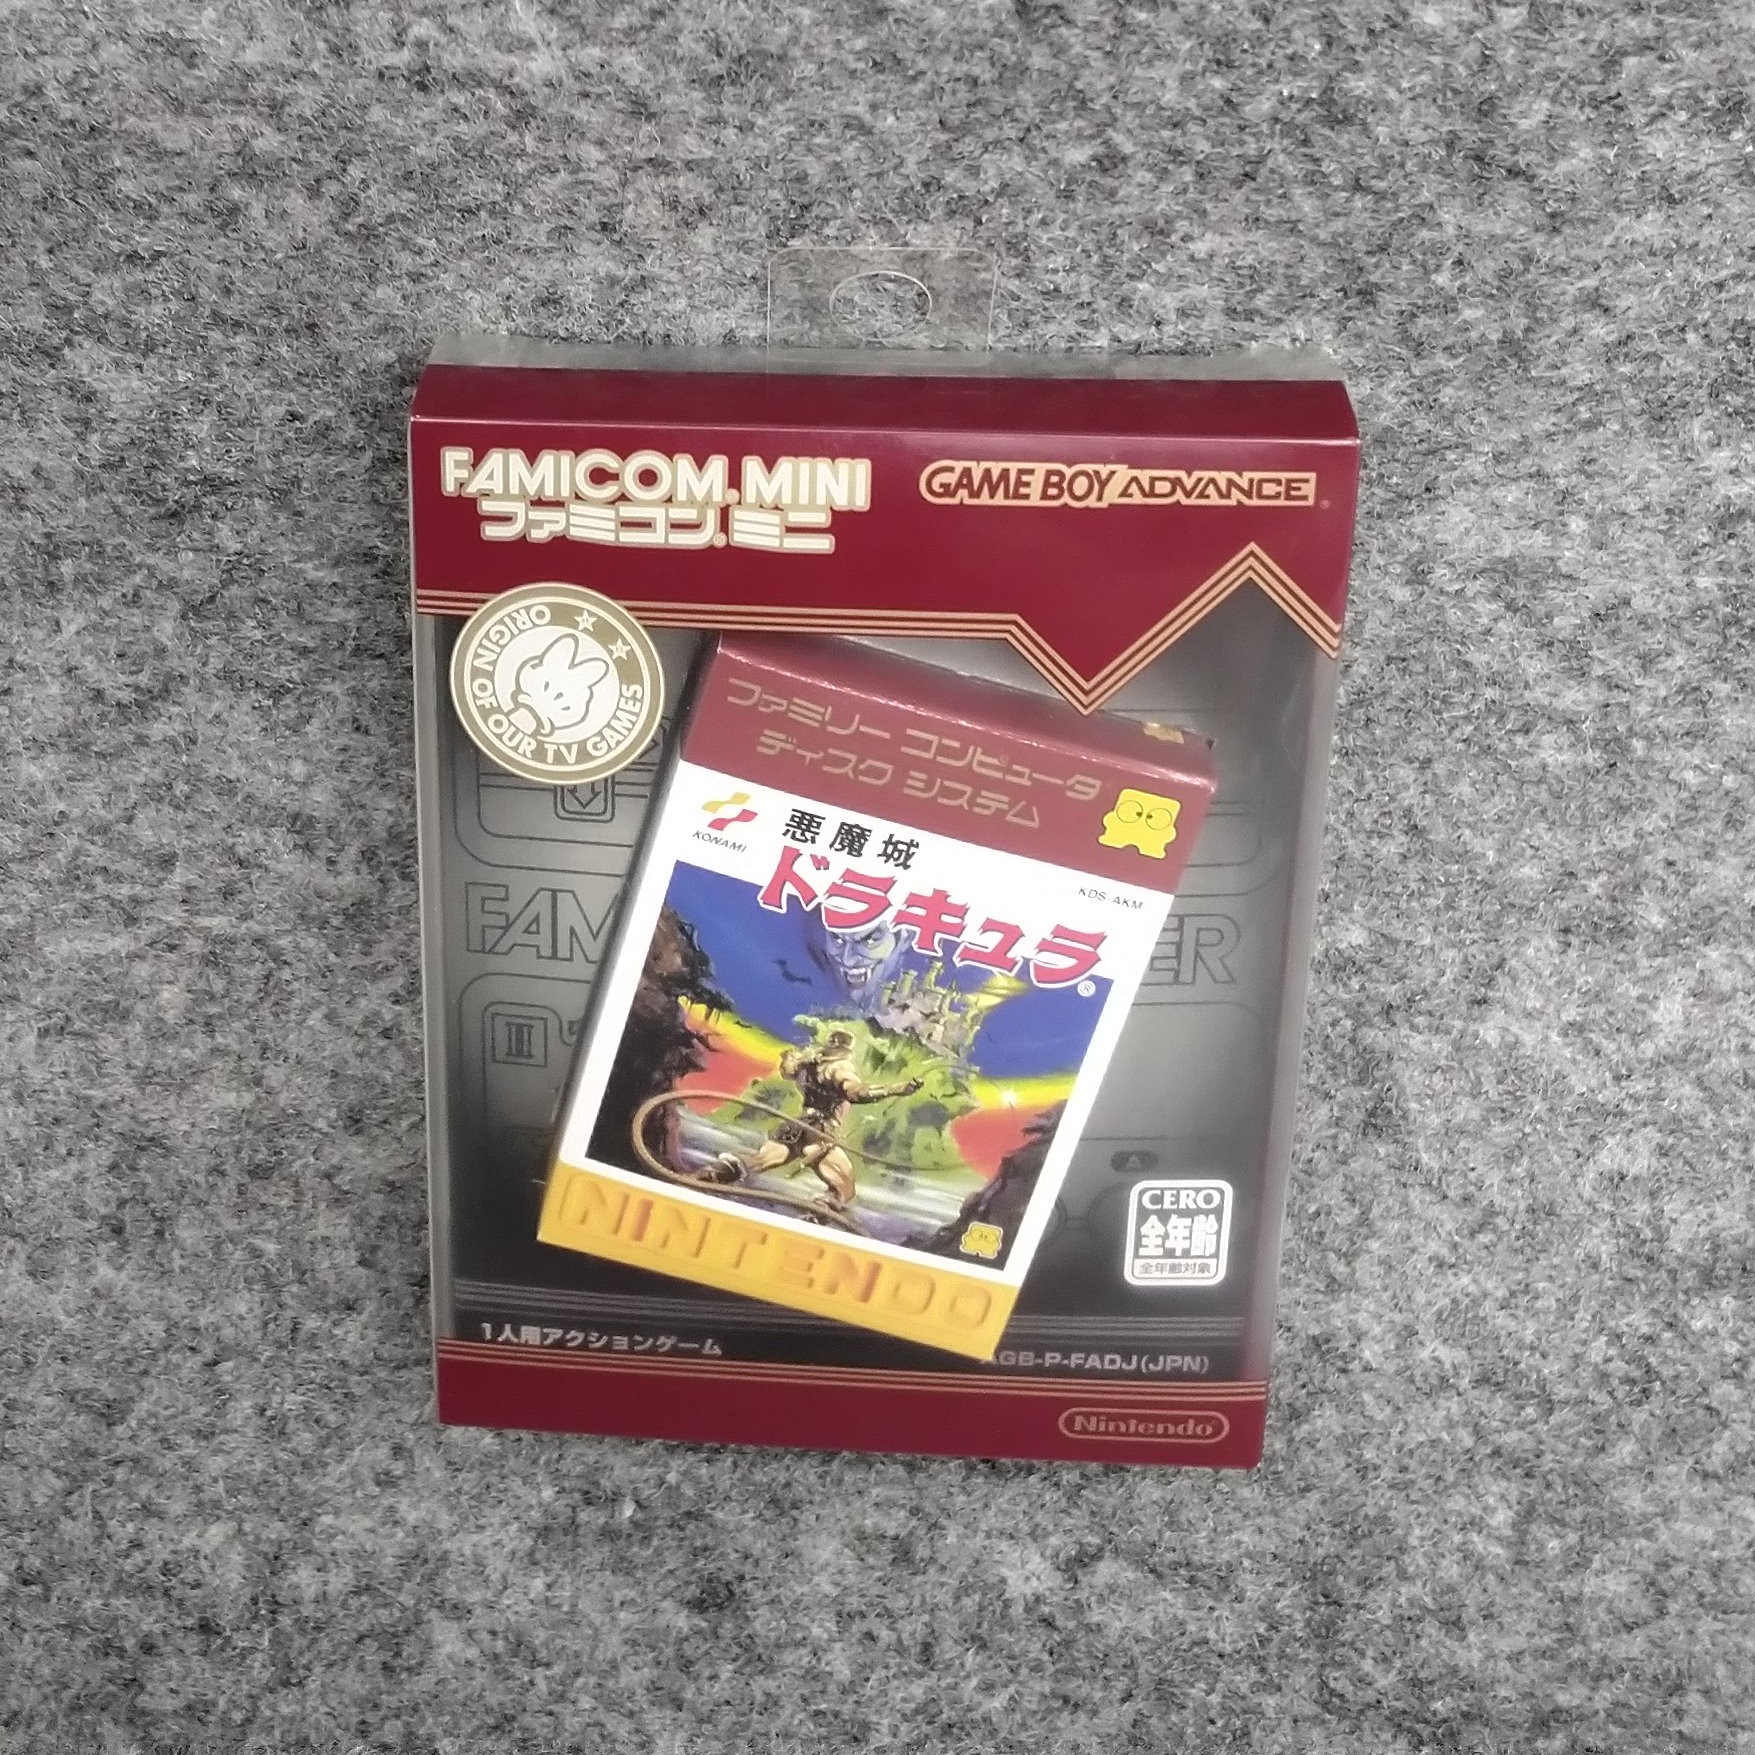 FAMICOM MINI
ファミコンミニ
GAME BOY ADVANCE
ORIGIN OF OUR TV GAMES
ファミリー コンピュータ
ディスク システム
KONAMI
悪魔城
ドラキュラ®
KDS-AKM
FAM
ER
III
A
NINTENDO
CERO
全年齢
全年齢対象
1人用アクションゲーム
AGB-P-FADJ(JPN)
Nintendo